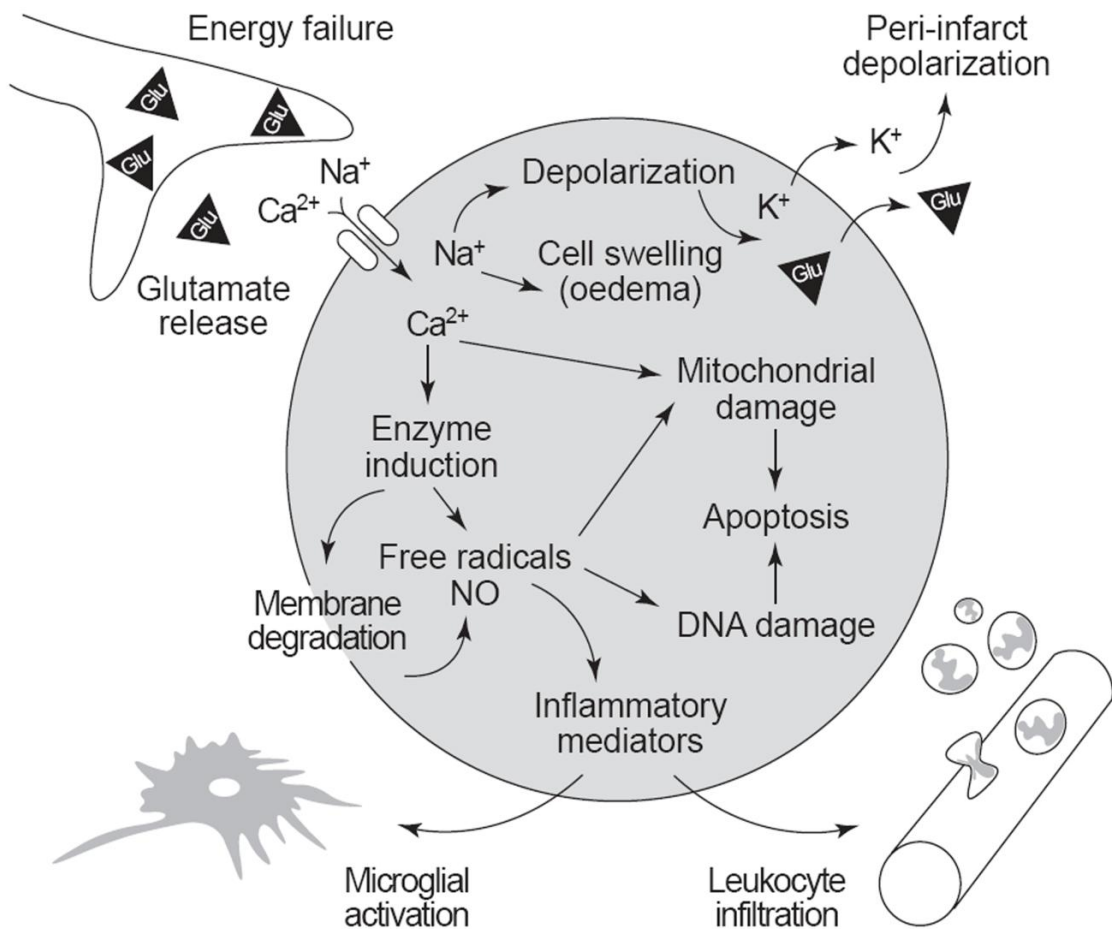 Energy failure
Peri-infarct
depolarization
Glu
Glu
Glu
Glu
Na⁺
Ca²⁺
Glutamate
release
Depolarization
Na⁺
Cell swelling
(oedema)
K⁺
K⁺
Glu
Glu
Ca²⁺
Mitochondrial
damage
Enzyme
induction
Apoptosis
Free radicals
NO
Membrane
degradation
DNA damage
Inflammatory
mediators
Microglial
activation
Leukocyte
infiltration